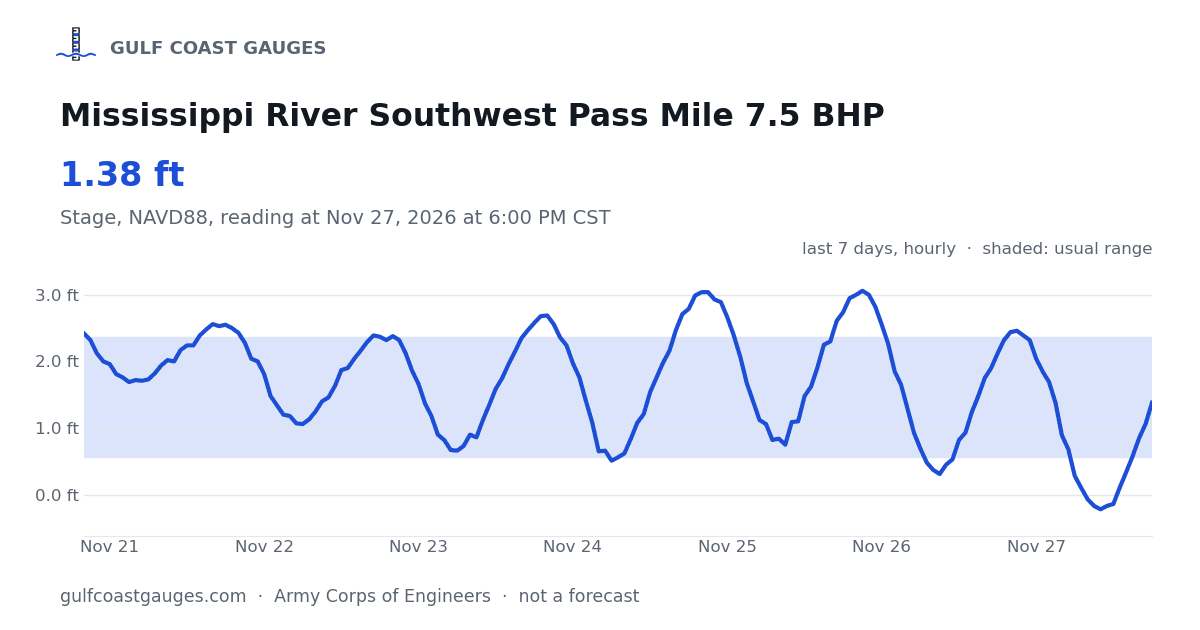 GULF COAST GAUGES
Mississippi River Southwest Pass Mile 7.5 BHP
1.38 ft
Stage, NAVD88, reading at Nov 27, 2026 at 6:00 PM CST
last 7 days, hourly · shaded: usual range
3.0 ft
2.0 ft
1.0 ft
0.0 ft
Nov 21 Nov 22 Nov 23 Nov 24 Nov 25 Nov 26 Nov 27
gulfcoastgauges.com · Army Corps of Engineers · not a forecast